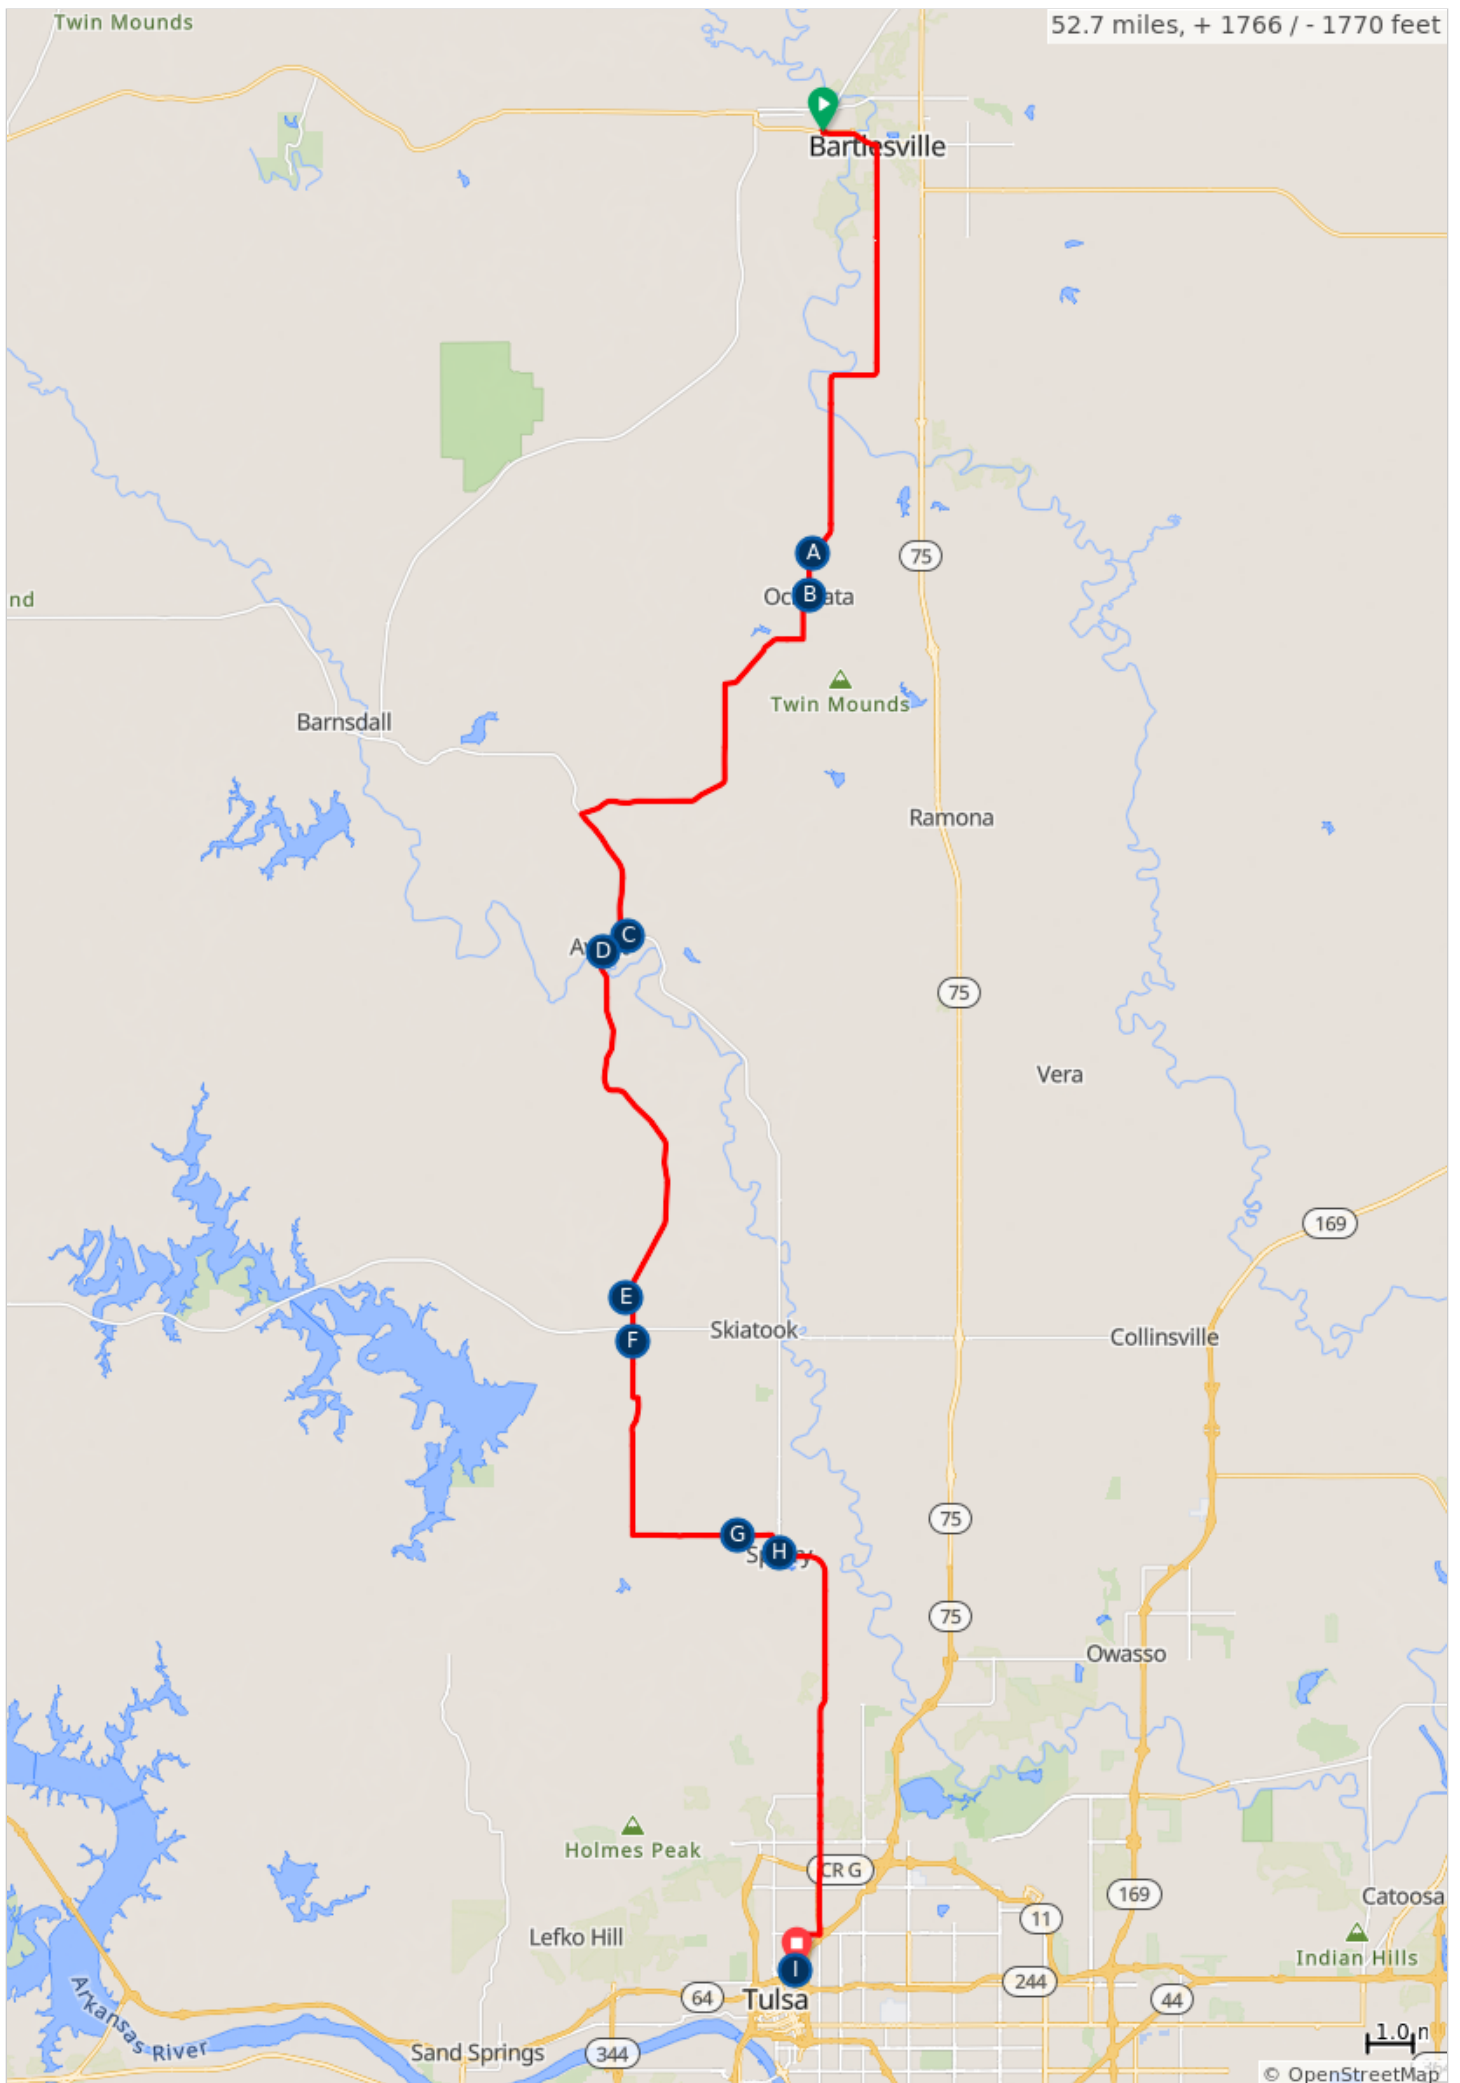 Twin Mounds
52.7 miles, + 1766 / - 1770 feet
Bartlesville
A
75
B
nd
Twin Mounds
Barnsdall
Ramona
C
D
75
Vera
169
E
F
Skiatook
Collinsville
75
G
H
75
Owasso
Holmes Peak
CR G
169
Catoosa
11
Lefko Hill
Indian Hills
I
244
64
Tulsa
44
Arkansas River
1.0
Sand Springs
344
© OpenStreetMap